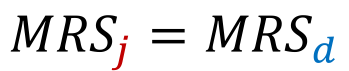 MRS_j = MRS_d